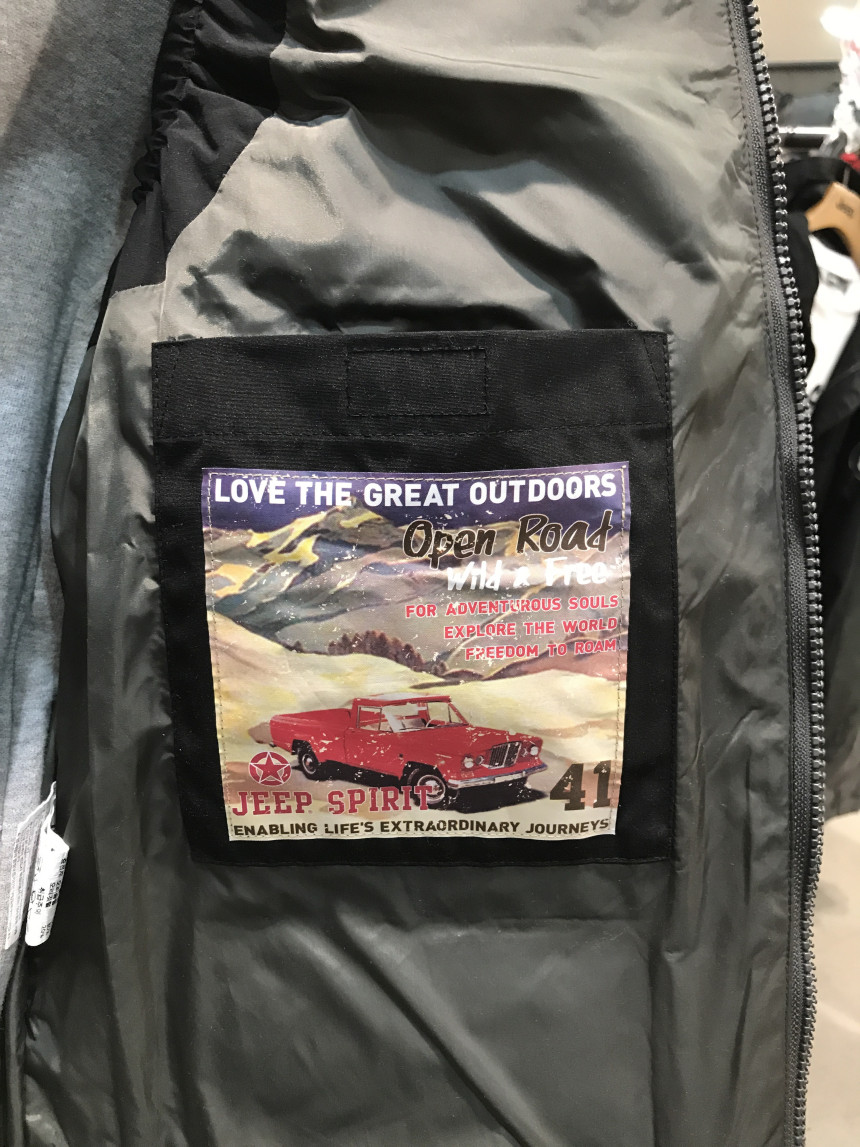 LOVE THE GREAT OUTDOORS
Open Road
Wild & Free
FOR ADVENTUROUS SOULS
EXPLORE THE WORLD
FREEDOM TO ROAM
JEEP SPIRIT
41
ENABLING LIFE'S EXTRAORDINARY JOURNEYS